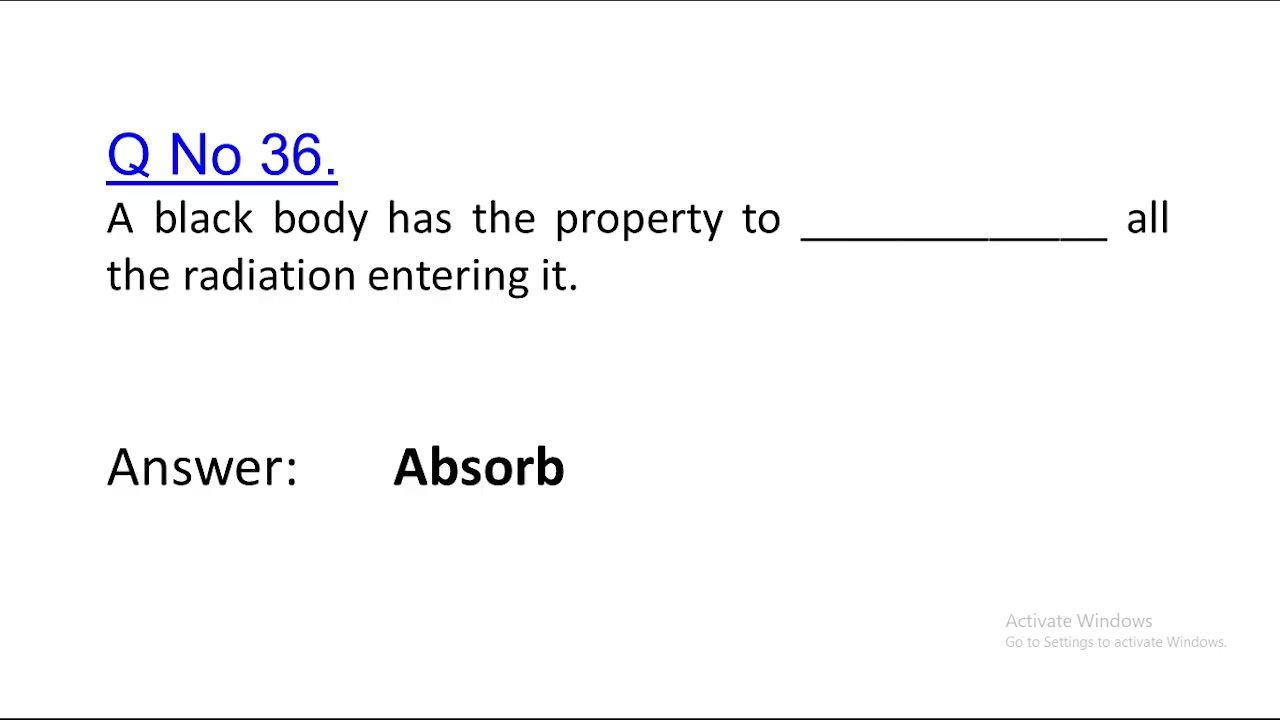 Q No 36.
A black body has the property to _____________ all
the radiation entering it.
Answer: Absorb
Activate Windows
Go to Settings to activate Windows.